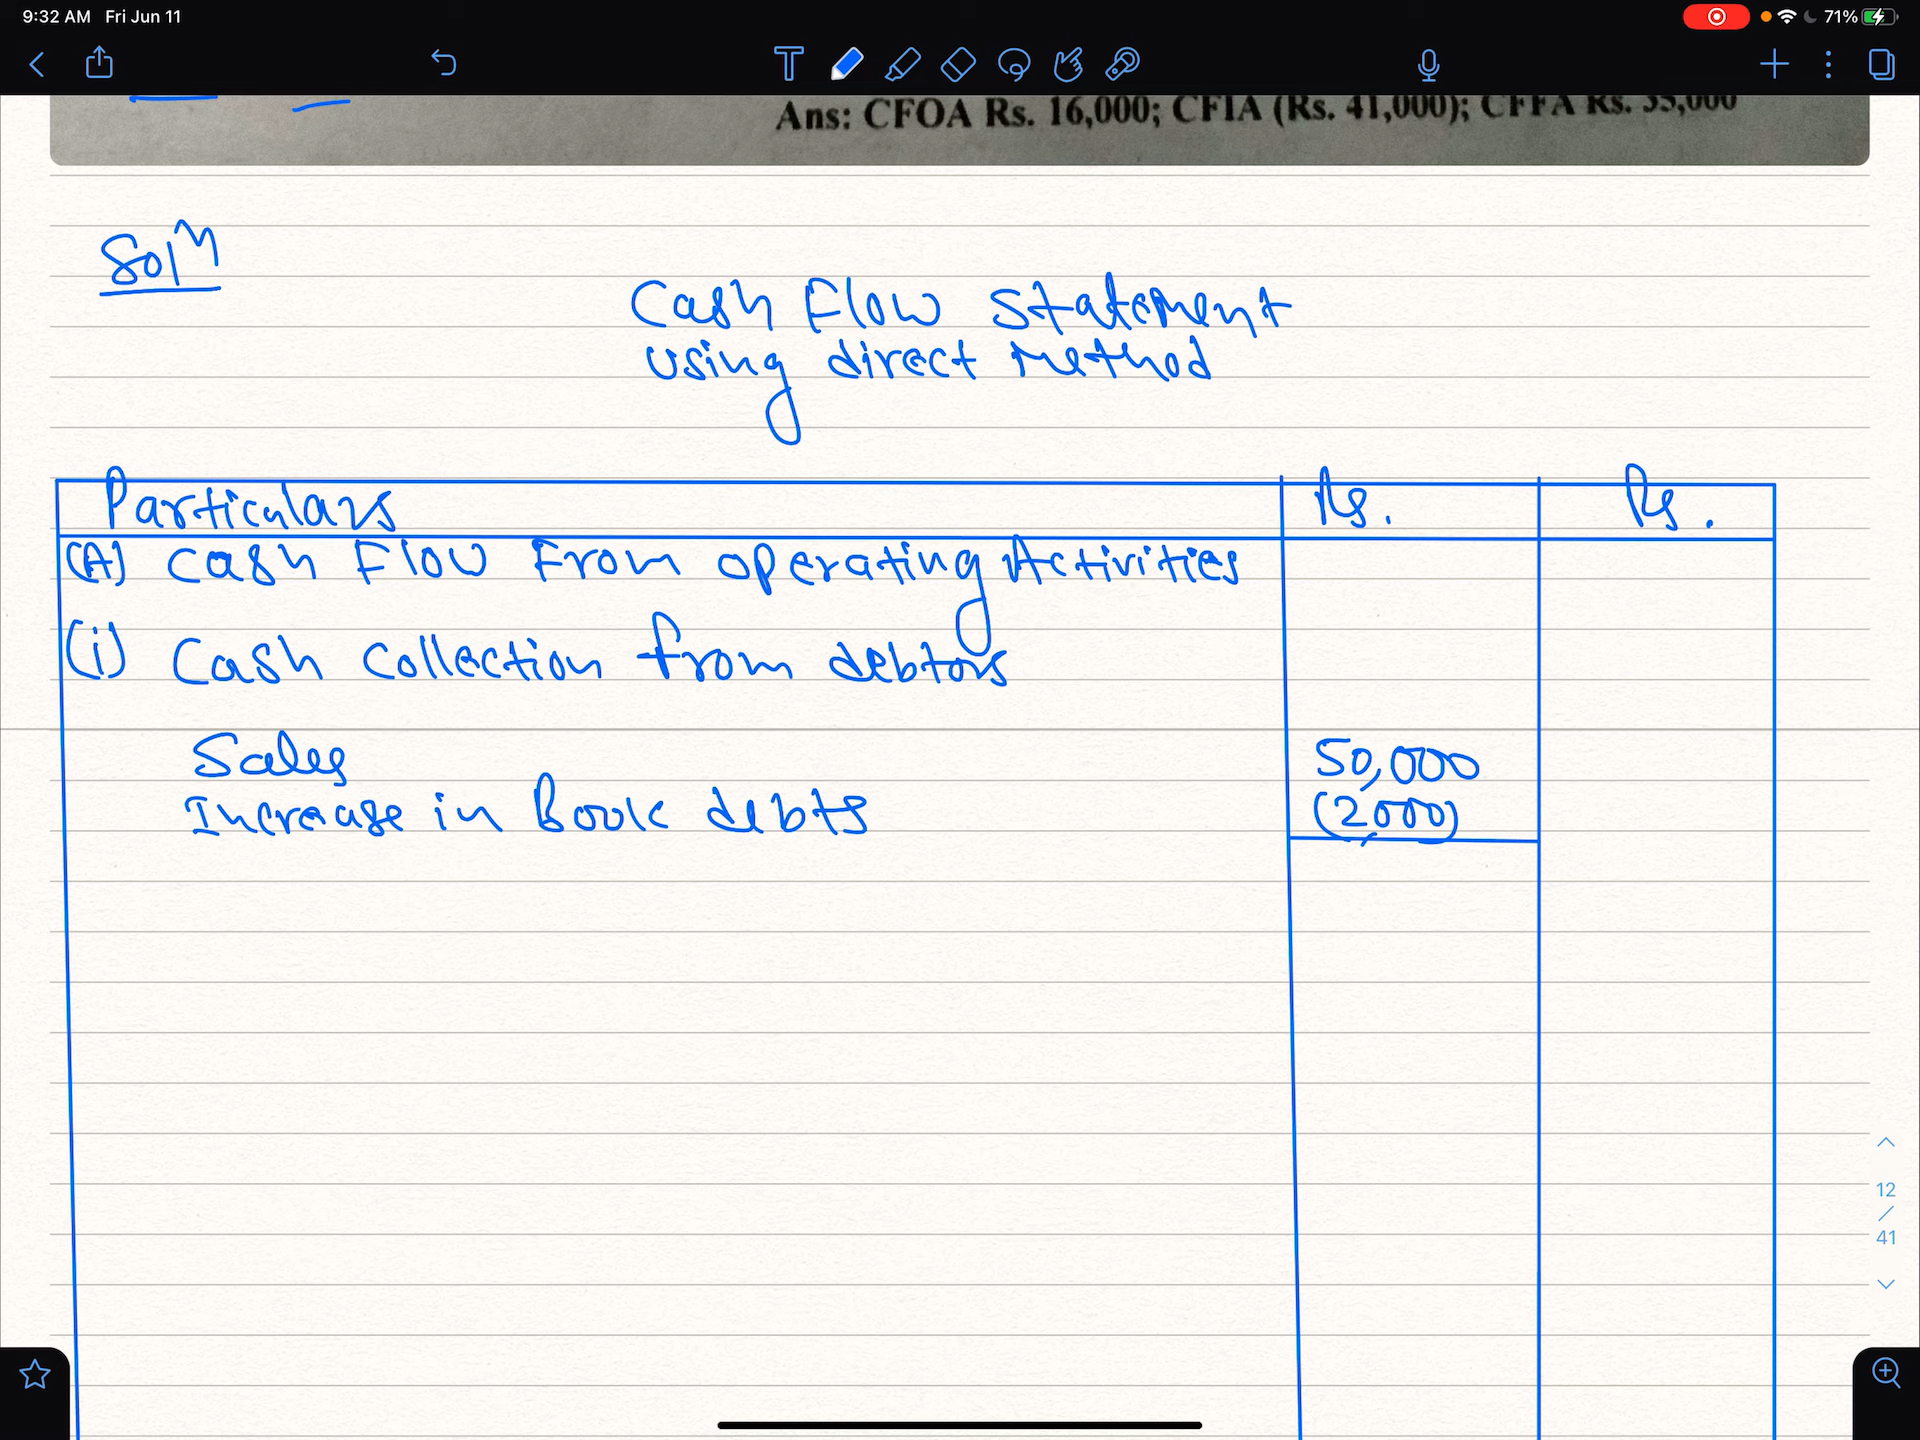 9:32 AM Fri Jun 11
71%
Ans: CFOA Rs. 16,000; CFIA (Rs. 41,000); CFFA Rs. 35,000
Solⁿ
Cash Flow Statement
using direct Method
Particulars Rs. Rs.
(A) Cash Flow From operating Activities
(i) Cash collection from debtors
Sales 50,000
Increase in Book debts (2,000)
12
/
41